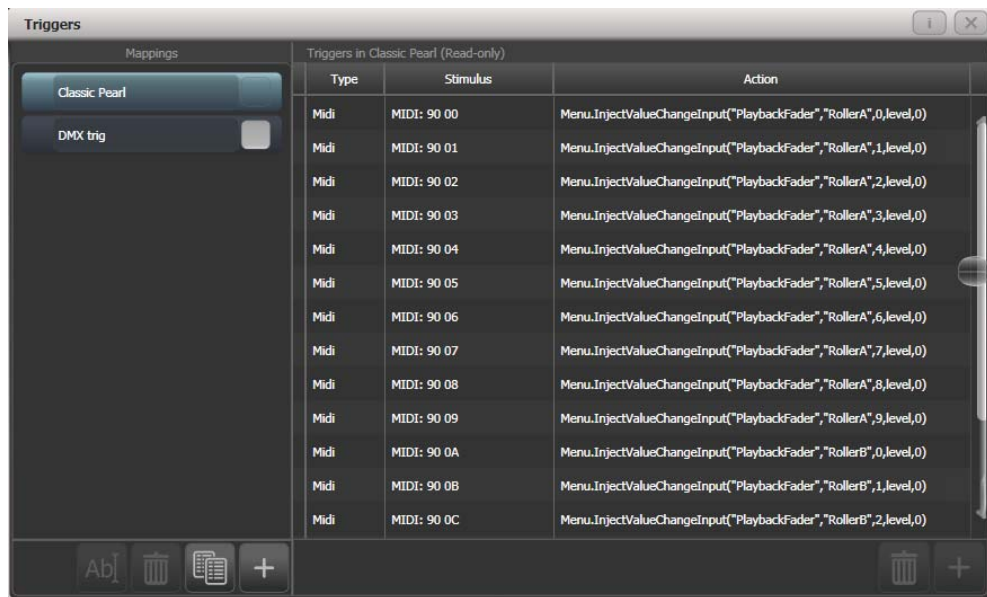 Triggers
i
Mappings
Triggers in Classic Pearl (Read-only)
Classic Pearl
DMX trig
Type Stimulus Action
Midi MIDI: 90 00 Menu.InjectValueChangeInput("PlaybackFader","RollerA",0,level,0)
Midi MIDI: 90 01 Menu.InjectValueChangeInput("PlaybackFader","RollerA",1,level,0)
Midi MIDI: 90 02 Menu.InjectValueChangeInput("PlaybackFader","RollerA",2,level,0)
Midi MIDI: 90 03 Menu.InjectValueChangeInput("PlaybackFader","RollerA",3,level,0)
Midi MIDI: 90 04 Menu.InjectValueChangeInput("PlaybackFader","RollerA",4,level,0)
Midi MIDI: 90 05 Menu.InjectValueChangeInput("PlaybackFader","RollerA",5,level,0)
Midi MIDI: 90 06 Menu.InjectValueChangeInput("PlaybackFader","RollerA",6,level,0)
Midi MIDI: 90 07 Menu.InjectValueChangeInput("PlaybackFader","RollerA",7,level,0)
Midi MIDI: 90 08 Menu.InjectValueChangeInput("PlaybackFader","RollerA",8,level,0)
Midi MIDI: 90 09 Menu.InjectValueChangeInput("PlaybackFader","RollerA",9,level,0)
Midi MIDI: 90 0A Menu.InjectValueChangeInput("PlaybackFader","RollerB",0,level,0)
Midi MIDI: 90 0B Menu.InjectValueChangeInput("PlaybackFader","RollerB",1,level,0)
Midi MIDI: 90 0C Menu.InjectValueChangeInput("PlaybackFader","RollerB",2,level,0)
Ab